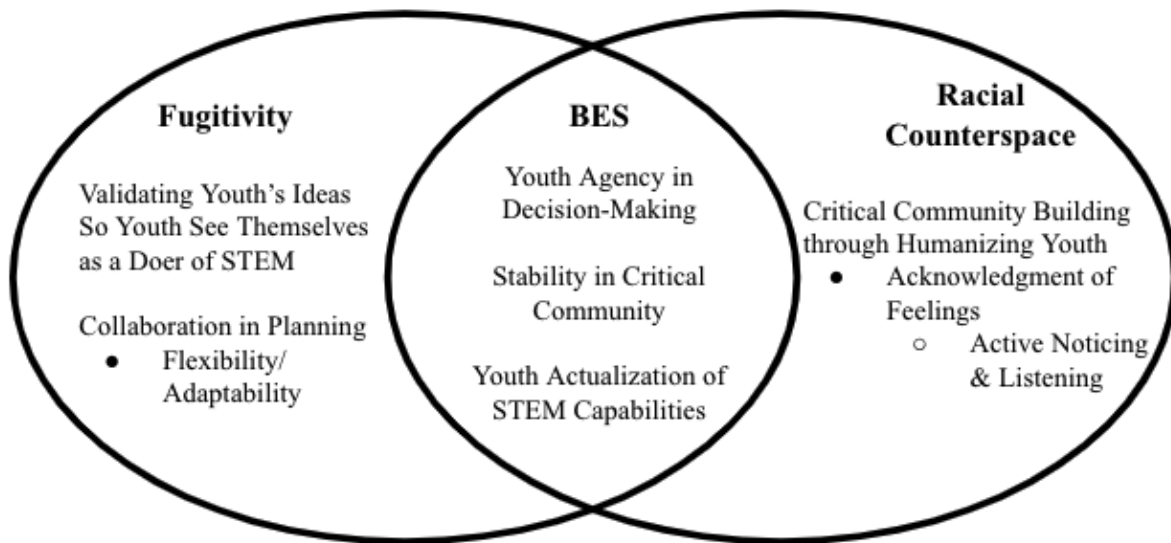 Fugitivity
Validating Youth’s Ideas
So Youth See Themselves
as a Doer of STEM
Collaboration in Planning
● Flexibility/
Adaptability
BES
Youth Agency in
Decision-Making
Stability in Critical
Community
Youth Actualization of
STEM Capabilities
Racial
Counterspace
Critical Community Building
through Humanizing Youth
● Acknowledgment of
Feelings
○ Active Noticing
& Listening